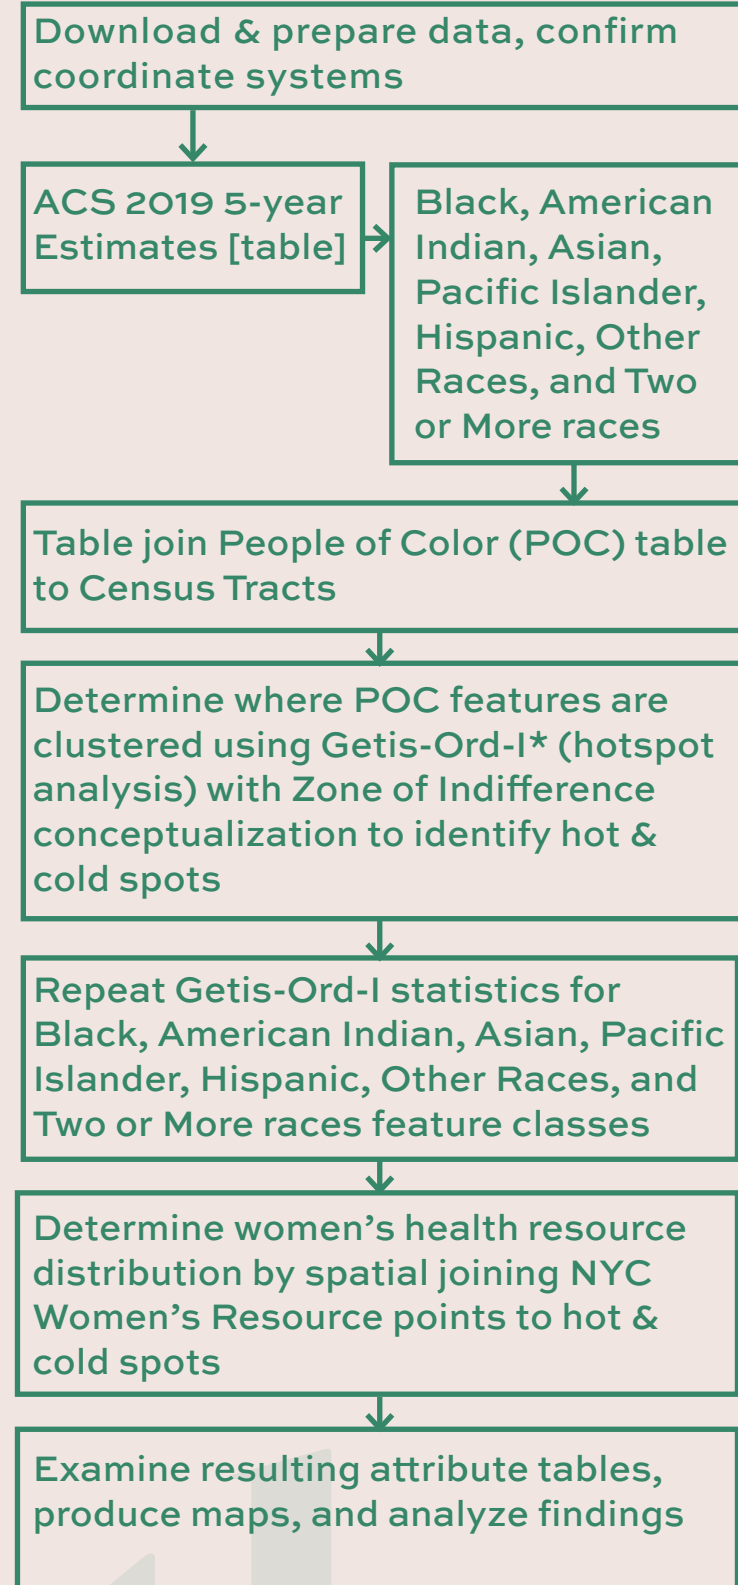 Download & prepare data, confirm
coordinate systems
ACS 2019 5-year
Estimates [table]
Black, American
Indian, Asian,
Pacific Islander,
Hispanic, Other
Races, and Two
or More races
Table join People of Color (POC) table
to Census Tracts
Determine where POC features are
clustered using Getis-Ord-I* (hotspot
analysis) with Zone of Indifference
conceptualization to identify hot &
cold spots
Repeat Getis-Ord-I statistics for
Black, American Indian, Asian, Pacific
Islander, Hispanic, Other Races, and
Two or More races feature classes
Determine women’s health resource
distribution by spatial joining NYC
Women’s Resource points to hot &
cold spots
Examine resulting attribute tables,
produce maps, and analyze findings